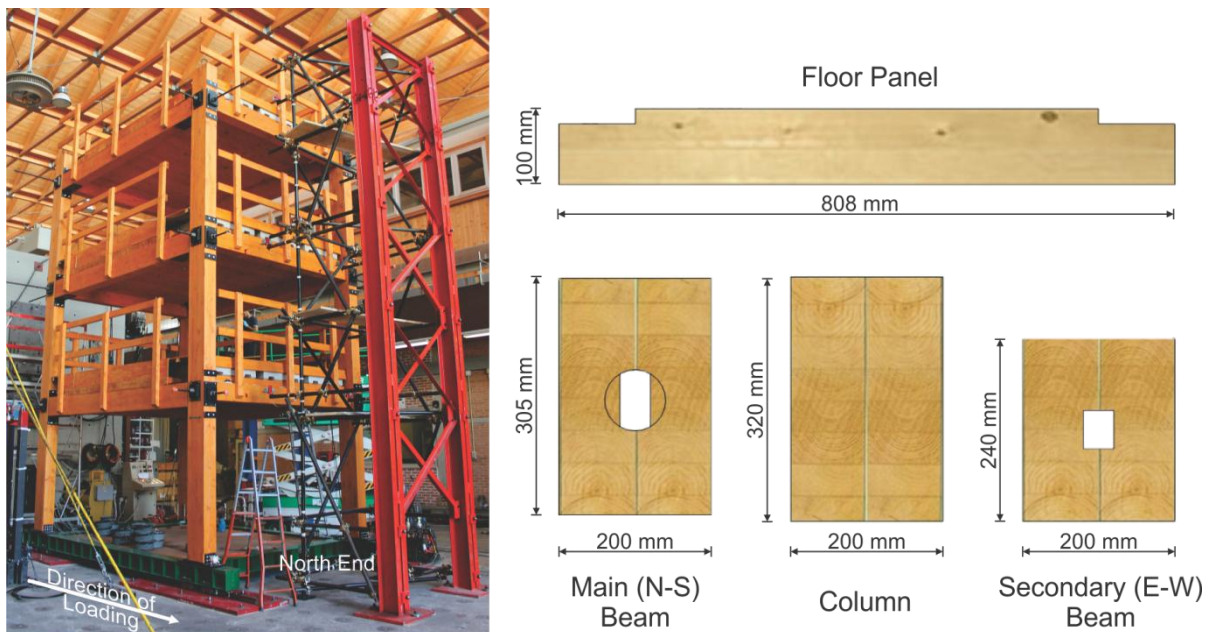 North End
Direction of
Loading
Floor Panel
100 mm
808 mm
305 mm
200 mm
Main (N-S)
Beam
320 mm
200 mm
Column
240 mm
200 mm
Secondary (E-W)
Beam